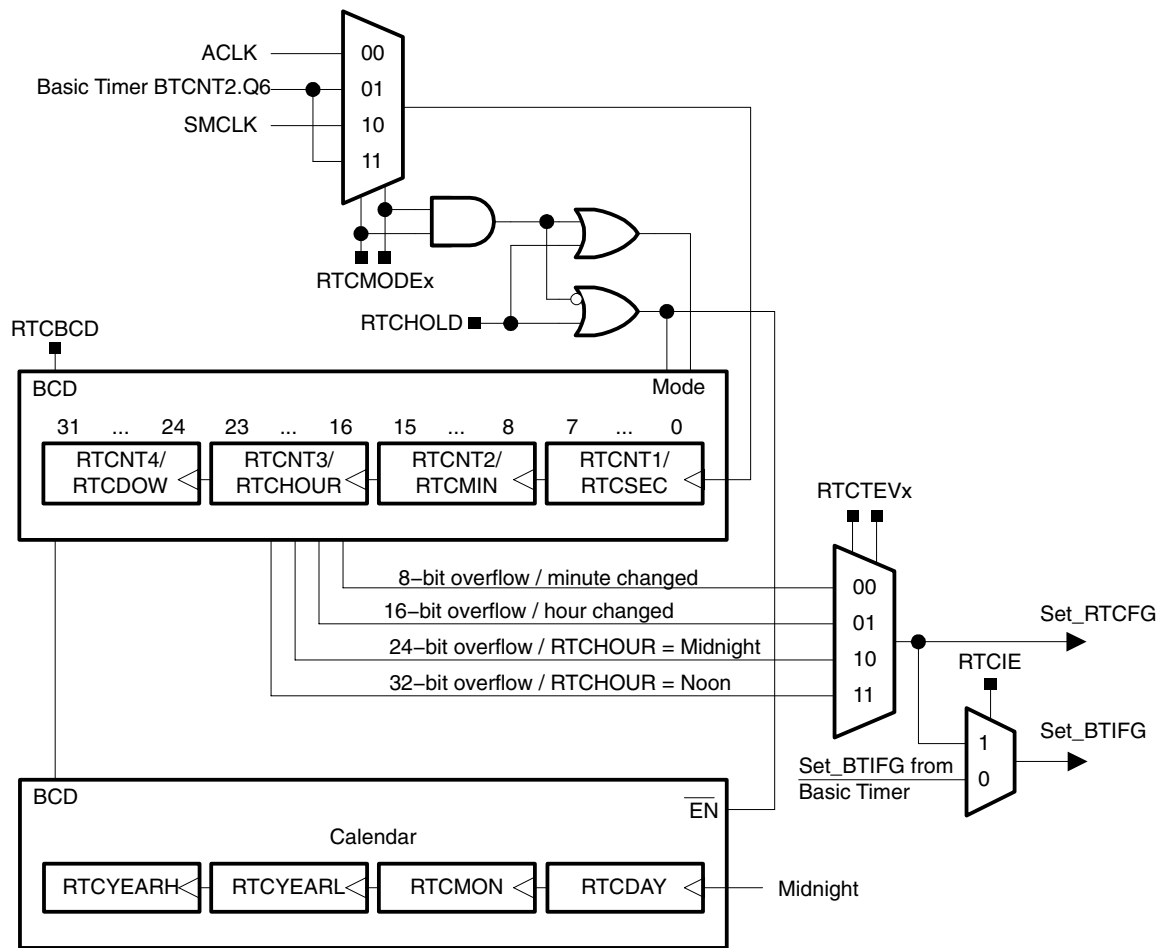 ACLK
00
Basic Timer BTCNT2.Q6
01
SMCLK
10
11
RTCMODEx
RTCHOLD
RTCBCD
BCD
Mode
31 ... 24 23 ... 16 15 ... 8 7 ... 0
RTCNT4/
RTCDOW
RTCNT3/
RTCHOUR
RTCNT2/
RTCMIN
RTCNT1/
RTCSEC
RTCTEVx
8−bit overflow / minute changed
00
16−bit overflow / hour changed
01
24−bit overflow / RTCHOUR = Midnight
10
32−bit overflow / RTCHOUR = Noon
11
Set_RTCFG
RTCIE
1
0
Set_BTIFG
Set_BTIFG from
Basic Timer
BCD
EN
Calendar
RTCYEARH
RTCYEARL
RTCMON
RTCDAY
Midnight